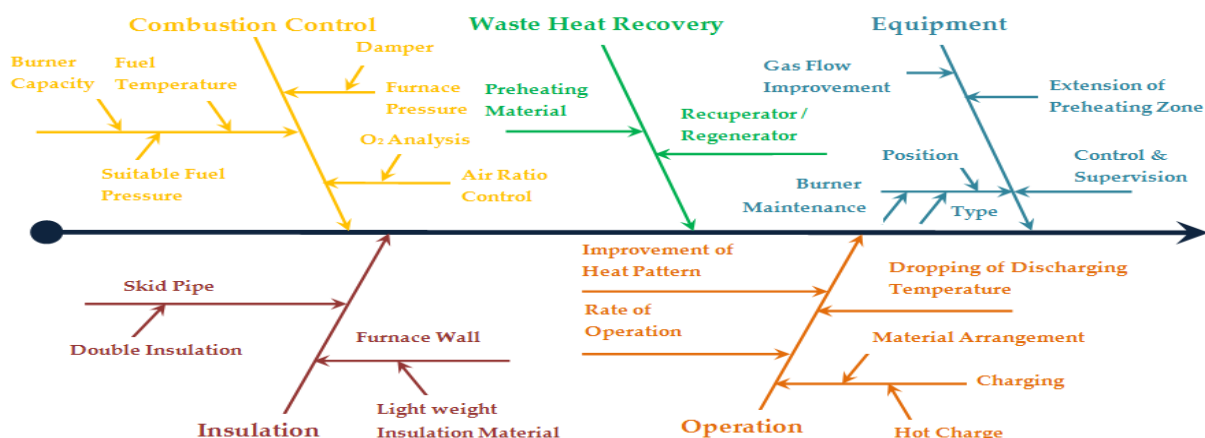 Combustion Control
Waste Heat Recovery
Equipment
Burner
Capacity
Fuel
Temperature
Damper
Furnace
Pressure
Suitable Fuel
Pressure
O₂ Analysis
Air Ratio
Control
Preheating
Material
Recuperator /
Regenerator
Gas Flow
Improvement
Extension of
Preheating Zone
Position
Burner
Maintenance
Type
Control &
Supervision
Skid Pipe
Double Insulation
Furnace Wall
Light weight
Insulation Material
Insulation
Improvement of
Heat Pattern
Rate of
Operation
Dropping of Discharging
Temperature
Material Arrangement
Charging
Hot Charge
Operation